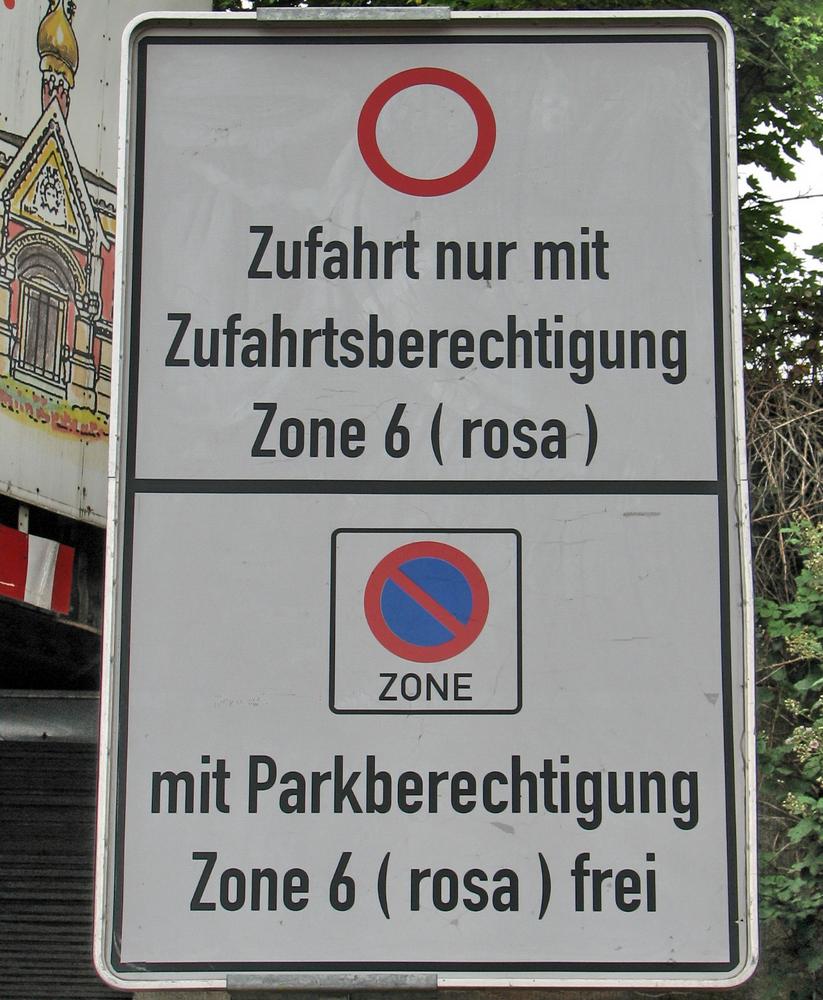 Zufahrt nur mit
Zufahrtsberechtigung
Zone 6 ( rosa )
ZONE
mit Parkberechtigung
Zone 6 ( rosa ) frei